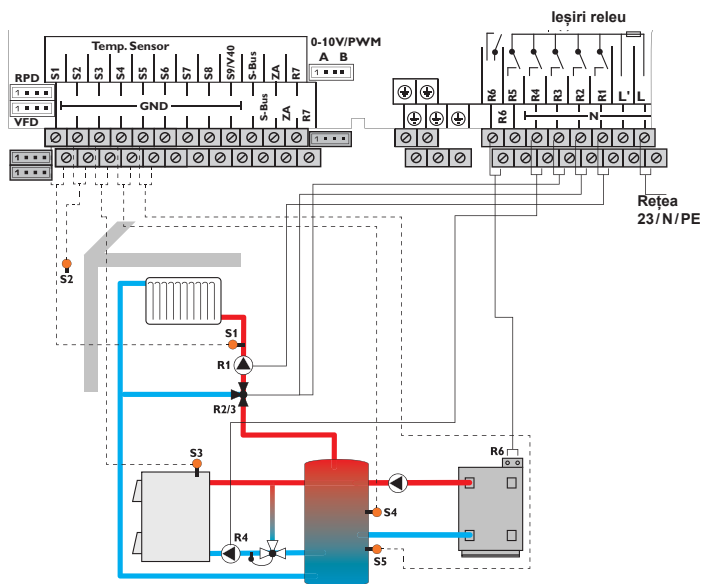 Ieșiri releu
Temp. Sensor
0-10V/PWM
A B
S1 S2 S3 S4 S5 S6 S7 S8 S9/V40 S-Bus ZA R7
RPD
VFD
GND
S-Bus ZA R7
R6 R5 R4 R3 R2 R1 L' L
R6
N
Rețea
23/N/PE
S2
S1
R1
R2/3
S3
R6
S4
R4
S5